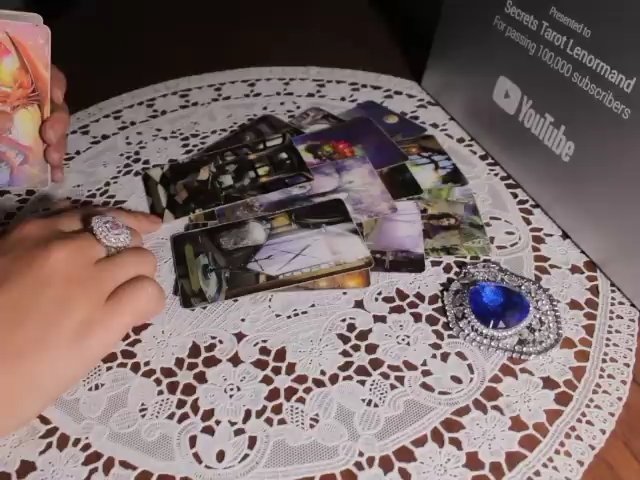 Presented to
Secrets Tarot Lenormand
For passing 100,000 subscribers
YouTube